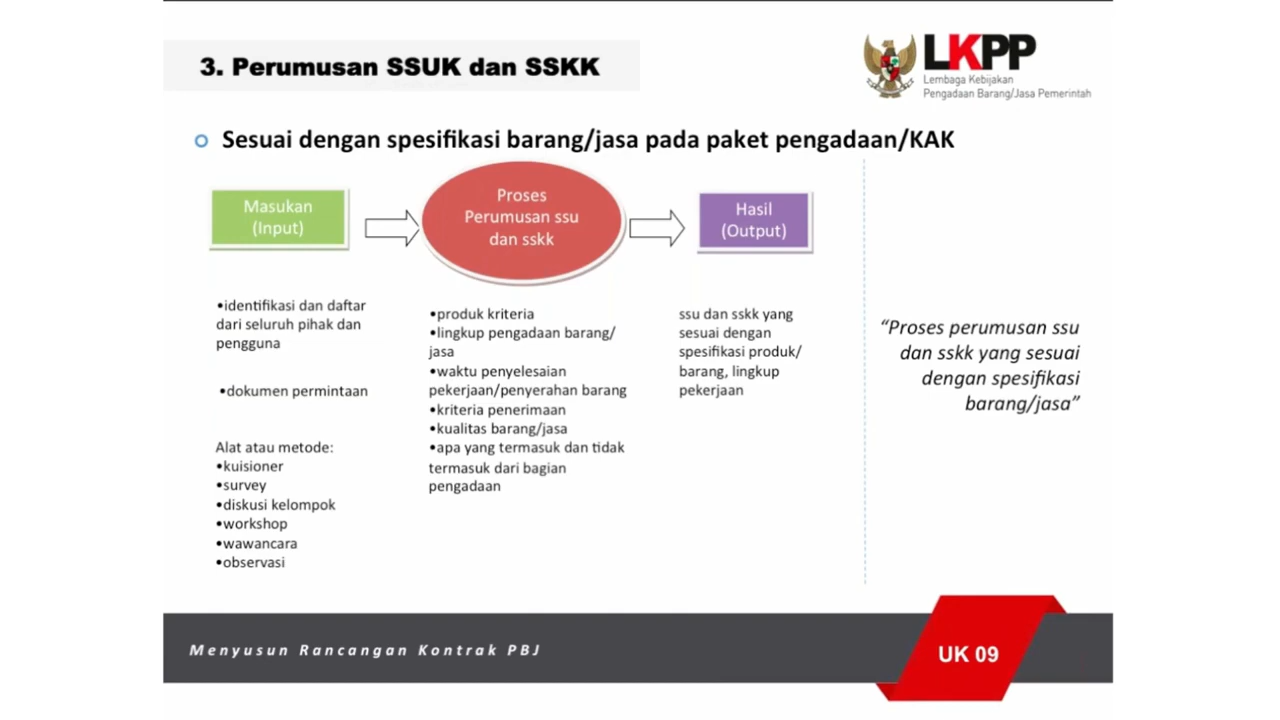 3. Perumusan SSUK dan SSKK
LKPP
Lembaga Kebijakan
Pengadaan Barang/Jasa Pemerintah
Sesuai dengan spesifikasi barang/jasa pada paket pengadaan/KAK
Masukan
(Input)
Proses
Perumusan ssu
dan sskk
Hasil
(Output)
•identifikasi dan daftar
dari seluruh pihak dan
pengguna
•dokumen permintaan
Alat atau metode:
•kuisioner
•survey
•diskusi kelompok
•workshop
•wawancara
•observasi
•produk kriteria
•lingkup pengadaan barang/
jasa
•waktu penyelesaian
pekerjaan/penyerahan barang
•kriteria penerimaan
•kualitas barang/jasa
•apa yang termasuk dan tidak
termasuk dari bagian
pengadaan
ssu dan sskk yang
sesuai dengan
spesifikasi produk/
barang, lingkup
pekerjaan
“Proses perumusan ssu
dan sskk yang sesuai
dengan spesifikasi
barang/jasa”
Menyusun Rancangan Kontrak PBJ
UK 09